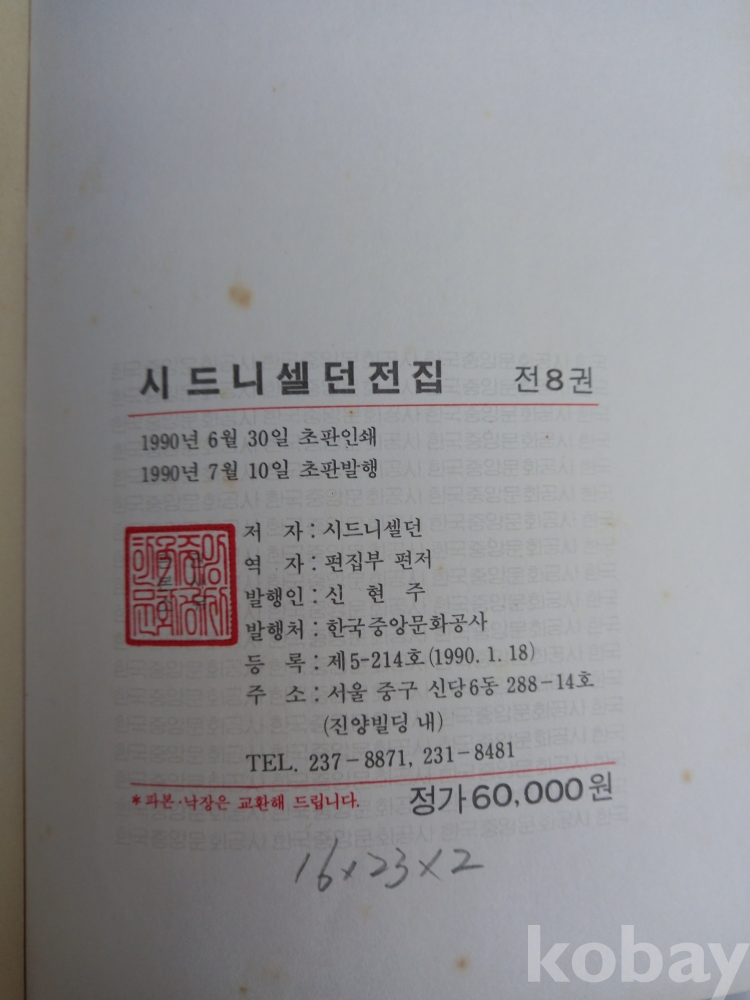 시드니셀던전집 전8권
1990년 6월 30일 초판인쇄
1990년 7월 10일 초판발행
저 자 : 시드니셀던
역 자 : 편집부 편저
발행인 : 신 현 주
발행처 : 한국중앙문화공사
등 록 : 제5-214호 (1990. 1. 18)
주 소 : 서울 중구 신당6동 288-14호
(진양빌딩 내)
TEL. 237-8871, 231-8481
*파본·낙장은 교환해 드립니다.
정가 60,000원
16×23×2
kobay